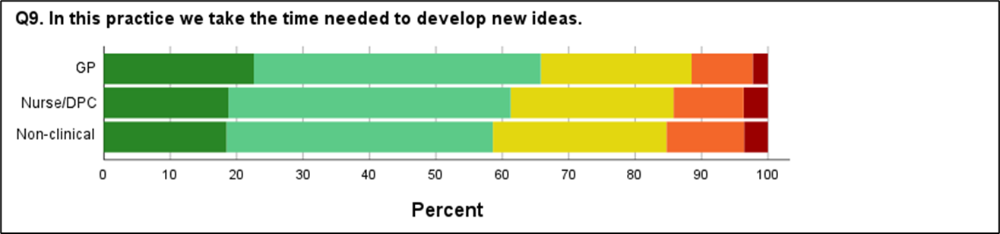 Q9. In this practice we take the time needed to develop new ideas.
GP
Nurse/DPC
Non-clinical
0 10 20 30 40 50 60 70 80 90 100
Percent